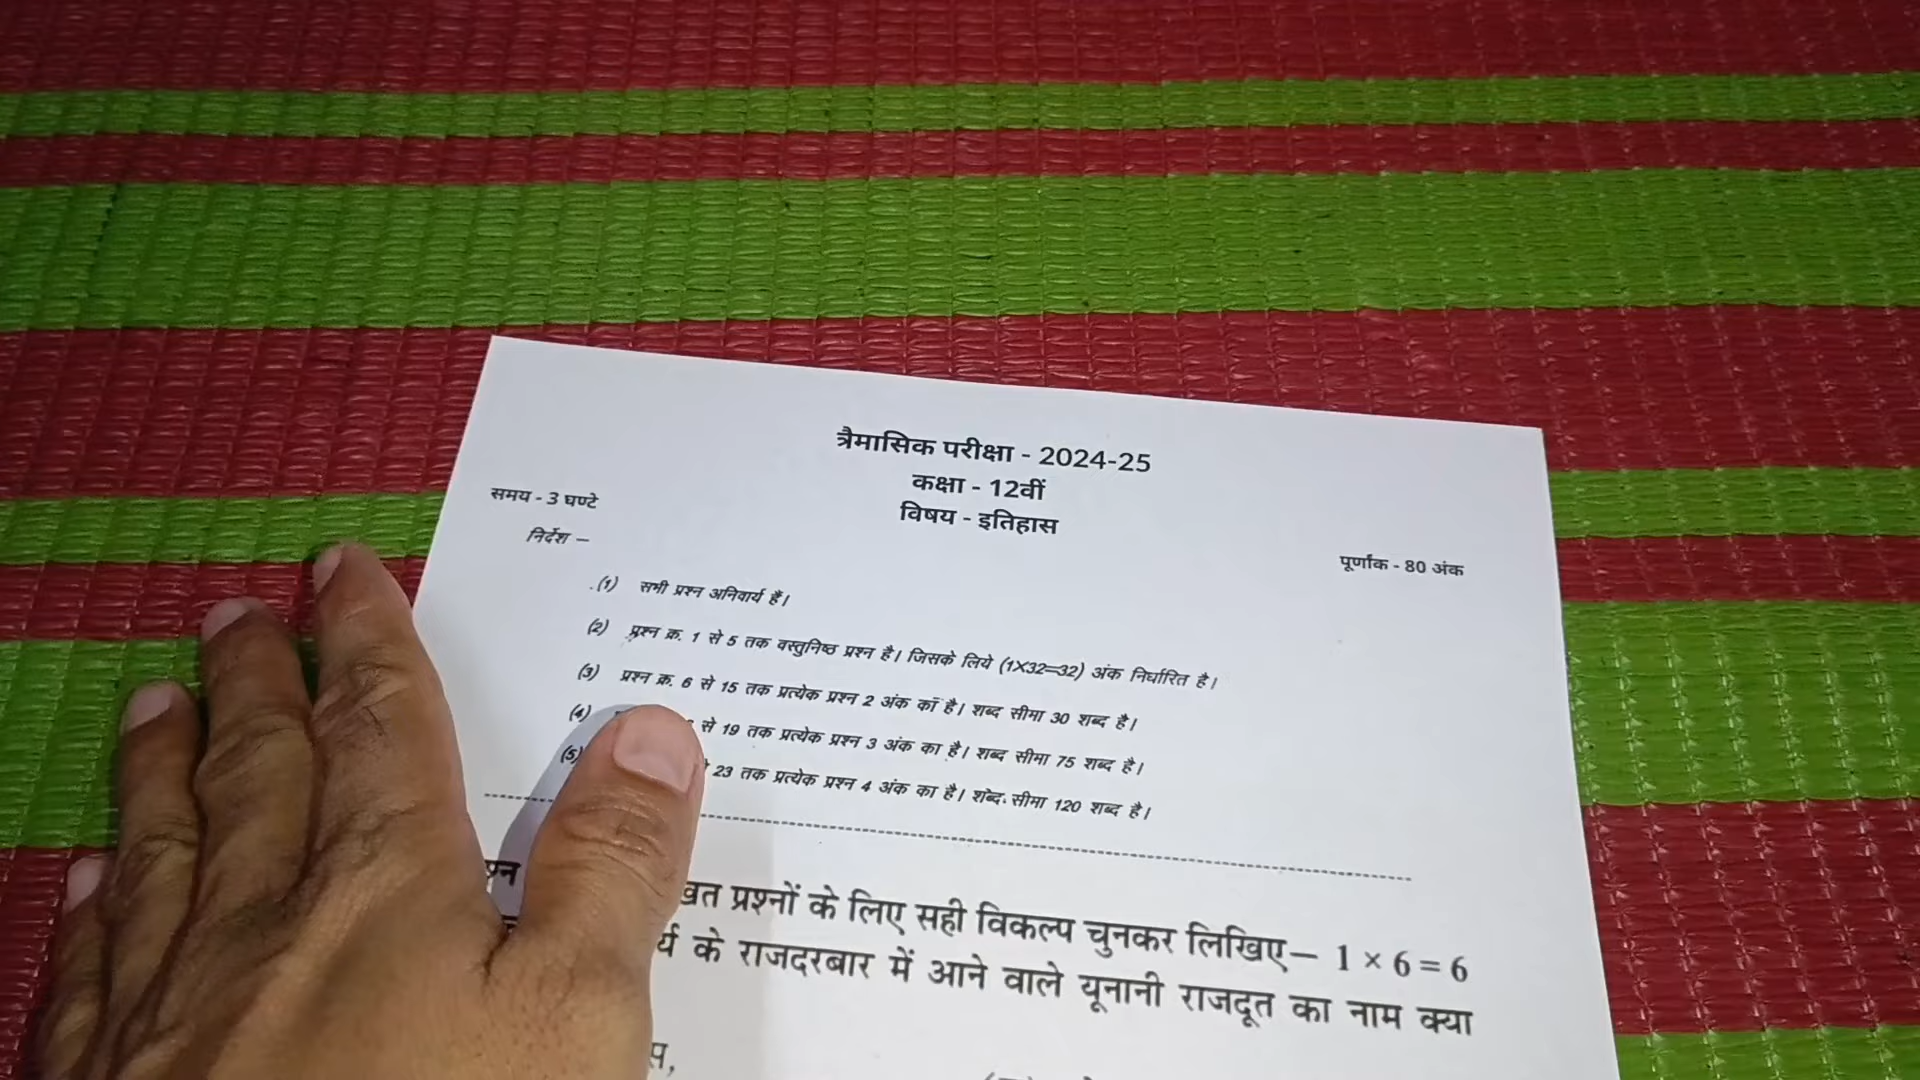 त्रैमासिक परीक्षा - 2024-25
कक्षा - 12वीं
विषय - इतिहास
समय - 3 घण्टे
पूर्णांक - 80 अंक
निर्देश –
(1) सभी प्रश्न अनिवार्य हैं।
(2) प्रश्न क्र. 1 से 5 तक वस्तुनिष्ठ प्रश्न है। जिसके लिये (1X32=32) अंक निर्धारित है।
(3) प्रश्न क्र. 6 से 15 तक प्रत्येक प्रश्न 2 अंक का है। शब्द सीमा 30 शब्द है।
(4) से 19 तक प्रत्येक प्रश्न 3 अंक का है। शब्द सीमा 75 शब्द है।
(5) 23 तक प्रत्येक प्रश्न 4 अंक का है। शब्द सीमा 120 शब्द है।
प्रश्नों के लिए सही विकल्प चुनकर लिखिए– 1 × 6 = 6
के राजदरबार में आने वाले यूनानी राजदूत का नाम क्या